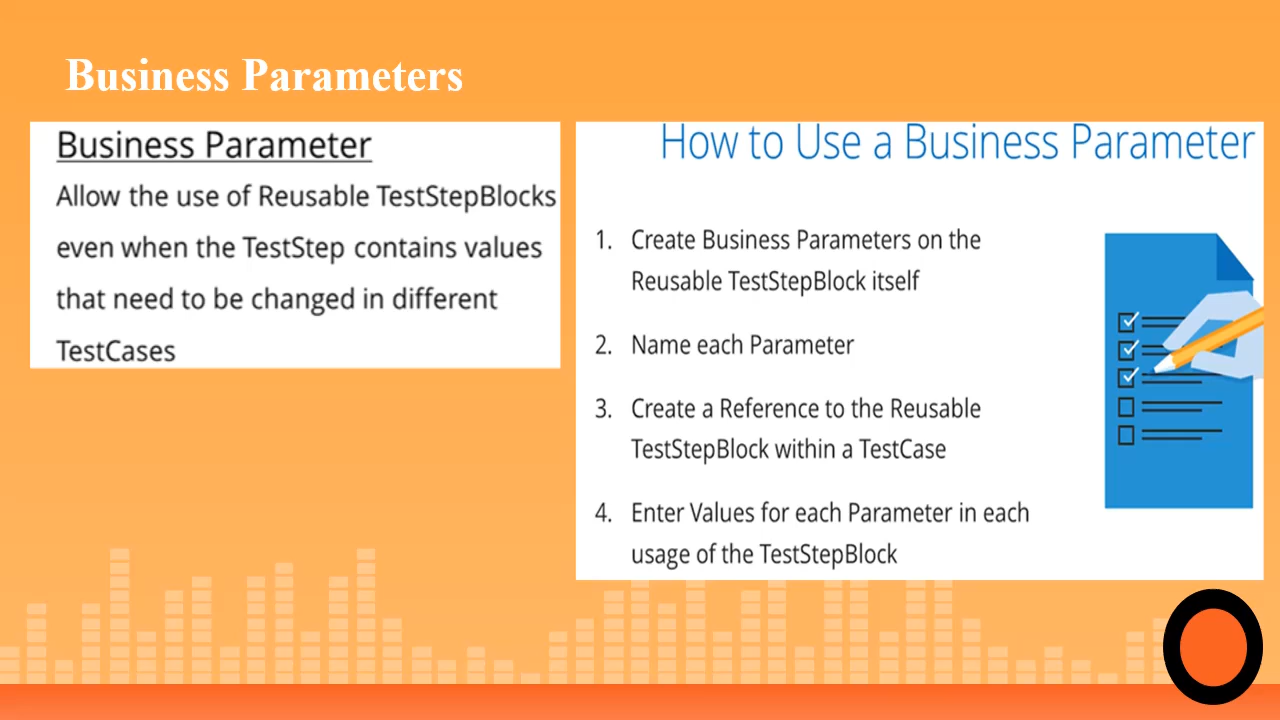 Business Parameters
Business Parameter
Allow the use of Reusable TestStepBlocks
even when the TestStep contains values
that need to be changed in different
TestCases
How to Use a Business Parameter
1. Create Business Parameters on the
Reusable TestStepBlock itself
2. Name each Parameter
3. Create a Reference to the Reusable
TestStepBlock within a TestCase
4. Enter Values for each Parameter in each
usage of the TestStepBlock